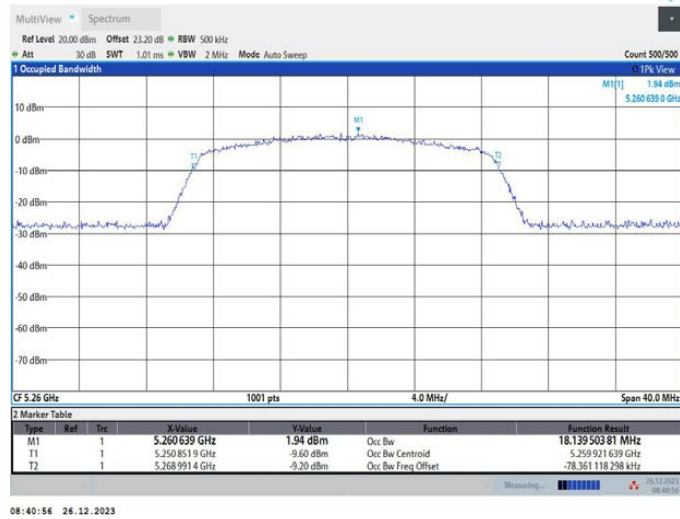 MultiView Spectrum
Ref Level 20.00 dBm Offset 23.20 dB RBW 500 kHz
Att 30 dB SWT 1.01 ms VBW 2 MHz Mode Auto Sweep Count 500/500
1 Occupied Bandwidth 1Pk View
M1[1] 1.94 dBm
5.260 639 0 GHz
10 dBm
M1
0 dBm
T1 T2
-10 dBm
-20 dBm
-30 dBm
-40 dBm
-50 dBm
-60 dBm
-70 dBm
CF 5.26 GHz 1001 pts 4.0 MHz/ Span 40.0 MHz
2 Marker Table
Type Ref Trc X-Value Y-Value Function Function Result
M1 1 5.260 639 GHz 1.94 dBm Occ Bw 18.139 503 81 MHz
T1 1 5.250 851 9 GHz -9.60 dBm Occ Bw Centroid 5.259 921 639 GHz
T2 1 5.268 991 4 GHz -9.20 dBm Occ Bw Freq Offset -78.361 118 298 kHz
Measuring... 26.12.2023
08:40:56
08:40:56 26.12.2023